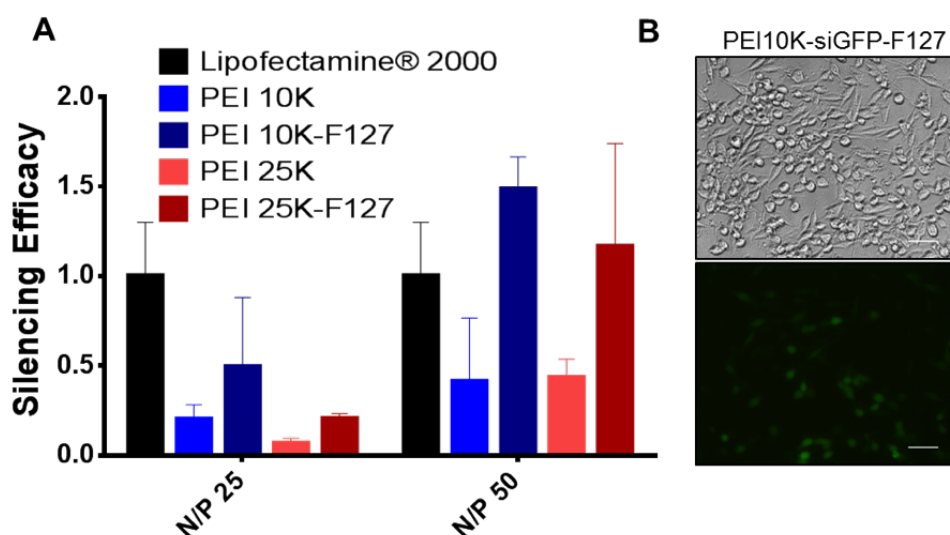 A
Lipofectamine® 2000
PEI 10K
PEI 10K-F127
PEI 25K
PEI 25K-F127
Silencing Efficacy
2.0
1.5
1.0
0.5
0.0
N/P 25
N/P 50
B
PEI10K-siGFP-F127